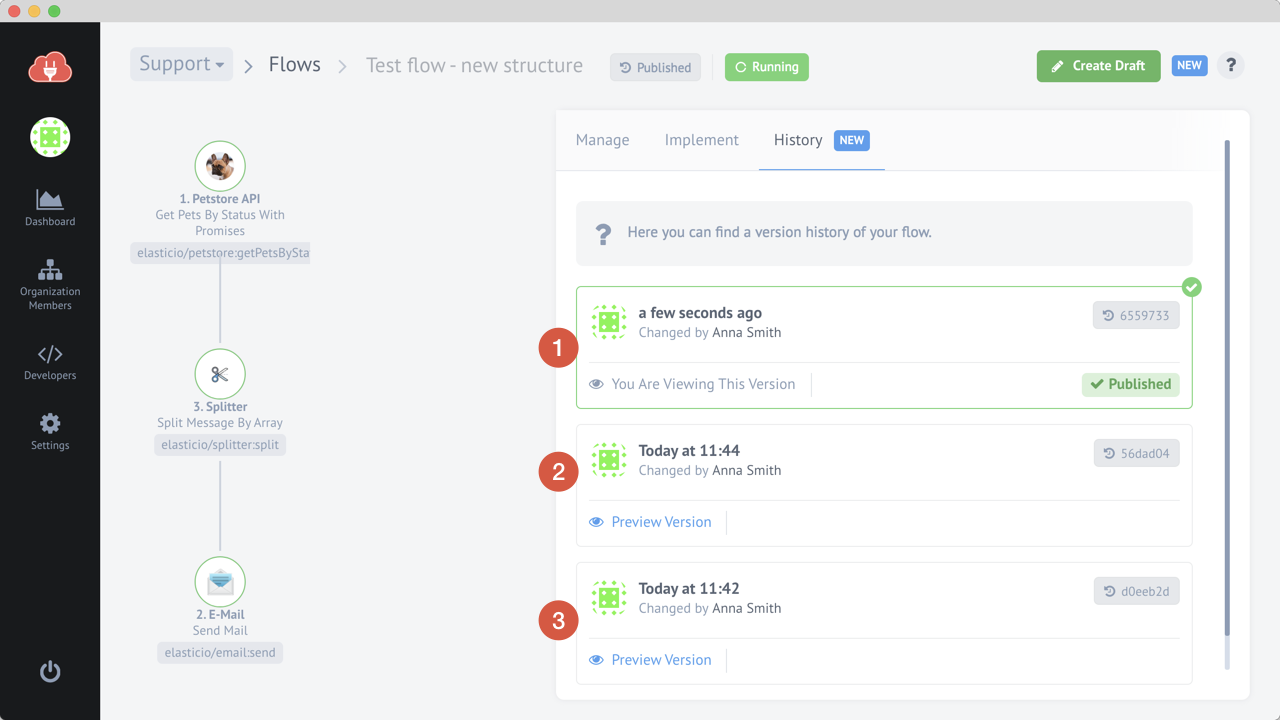 Support
Flows
Test flow - new structure
Published
Running
Create Draft
NEW
?
Dashboard
Organization
Members
Developers
Settings
1. Petstore API
Get Pets By Status With
Promises
elasticio/petstore:getPetsBySta
3. Splitter
Split Message By Array
elasticio/splitter:split
2. E-Mail
Send Mail
elasticio/email:send
Manage
Implement
History
NEW
? Here you can find a version history of your flow.
1
a few seconds ago
6559733
Changed by Anna Smith
You Are Viewing This Version
Published
2
Today at 11:44
56dad04
Changed by Anna Smith
Preview Version
3
Today at 11:42
d0eeb2d
Changed by Anna Smith
Preview Version